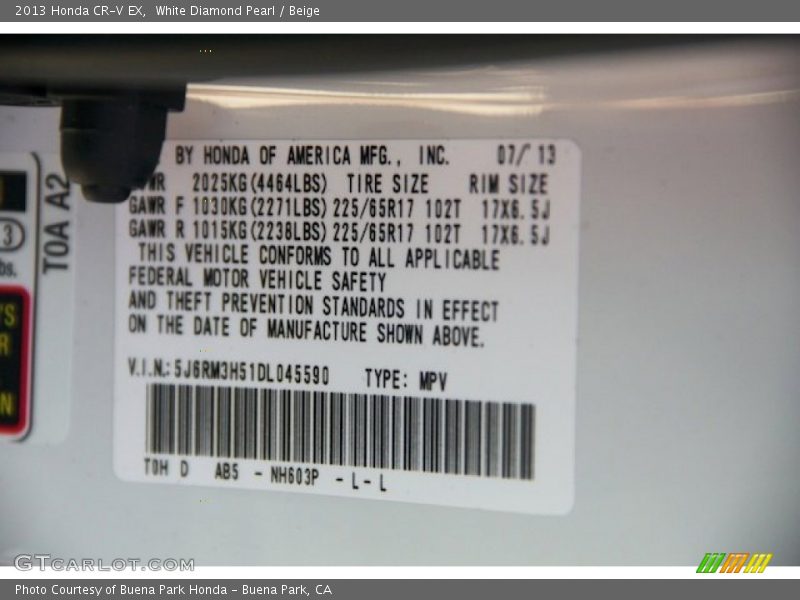 2013 Honda CR-V EX,  White Diamond Pearl / Beige
BY HONDA OF AMERICA MFG., INC. 07/ 13
2025KG(4464LBS) TIRE SIZE RIM SIZE
GAWR F 1030KG(2271LBS) 225/65R17 102T 17X6.5J
GAWR R 1015KG(2238LBS) 225/65R17 102T 17X6.5J
THIS VEHICLE CONFORMS TO ALL APPLICABLE
FEDERAL MOTOR VEHICLE SAFETY
AND THEFT PREVENTION STANDARDS IN EFFECT
ON THE DATE OF MANUFACTURE SHOWN ABOVE.
V.I.N.: 5J6RM3H51DL045590 TYPE: MPV
T0H D AB5 - NH603P - L- L
T0A A2
3
GTCARLOT.COM
Photo Courtesy of Buena Park Honda - Buena Park, CA